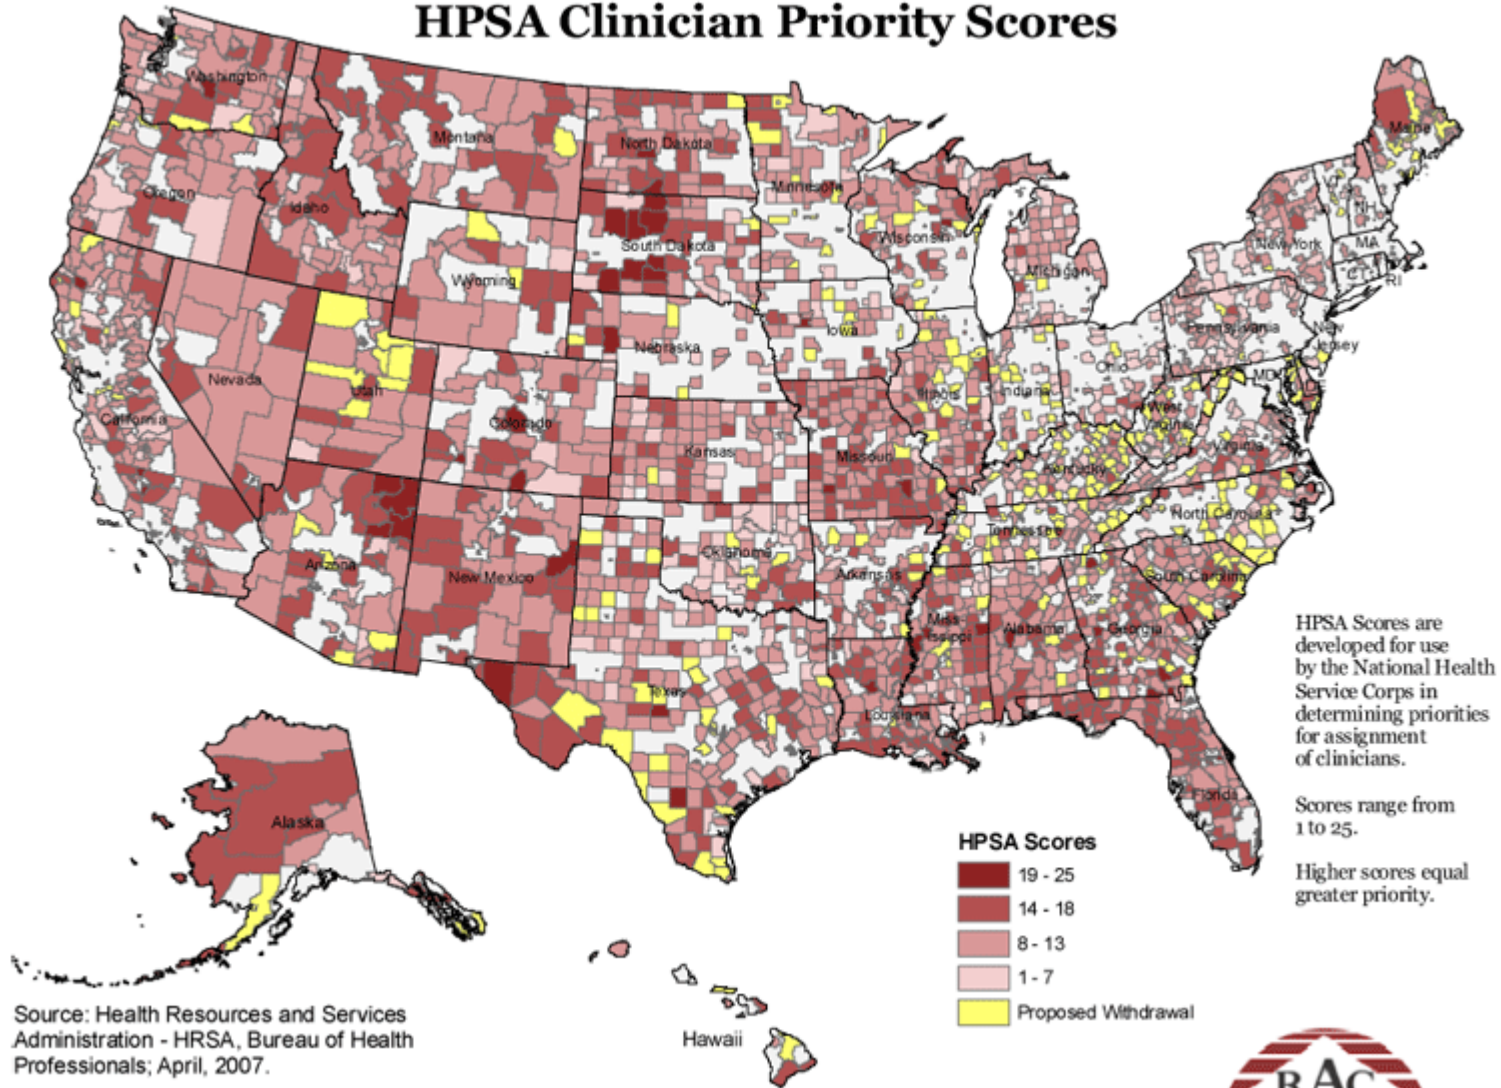 HPSA Clinician Priority Scores
Washington
Montana
North Dakota
Minnesota
Maine
Oregon
Idaho
South Dakota
Wisconsin
Michigan
New York
NH
MA
CT
RI
Wyoming
Iowa
Nebraska
Pennsylvania
New
Jersey
Nevada
Utah
Colorado
California
Kansas
Missouri
Illinois
Indiana
Ohio
West
Virginia
MD
DE
Virginia
Kentucky
North Carolina
Tennessee
Oklahoma
Arkansas
South Carolina
Arizona
New Mexico
Miss-
issippi
Alabama
Georgia
Texas
Louisiana
Florida
Alaska
Hawaii
HPSA Scores are
developed for use
by the National Health
Service Corps in
determining priorities
for assignment
of clinicians.
Scores range from
1 to 25.
Higher scores equal
greater priority.
HPSA Scores
19 - 25
14 - 18
8 - 13
1 - 7
Proposed Withdrawal
Source: Health Resources and Services
Administration - HRSA, Bureau of Health
Professionals; April, 2007.
RAC